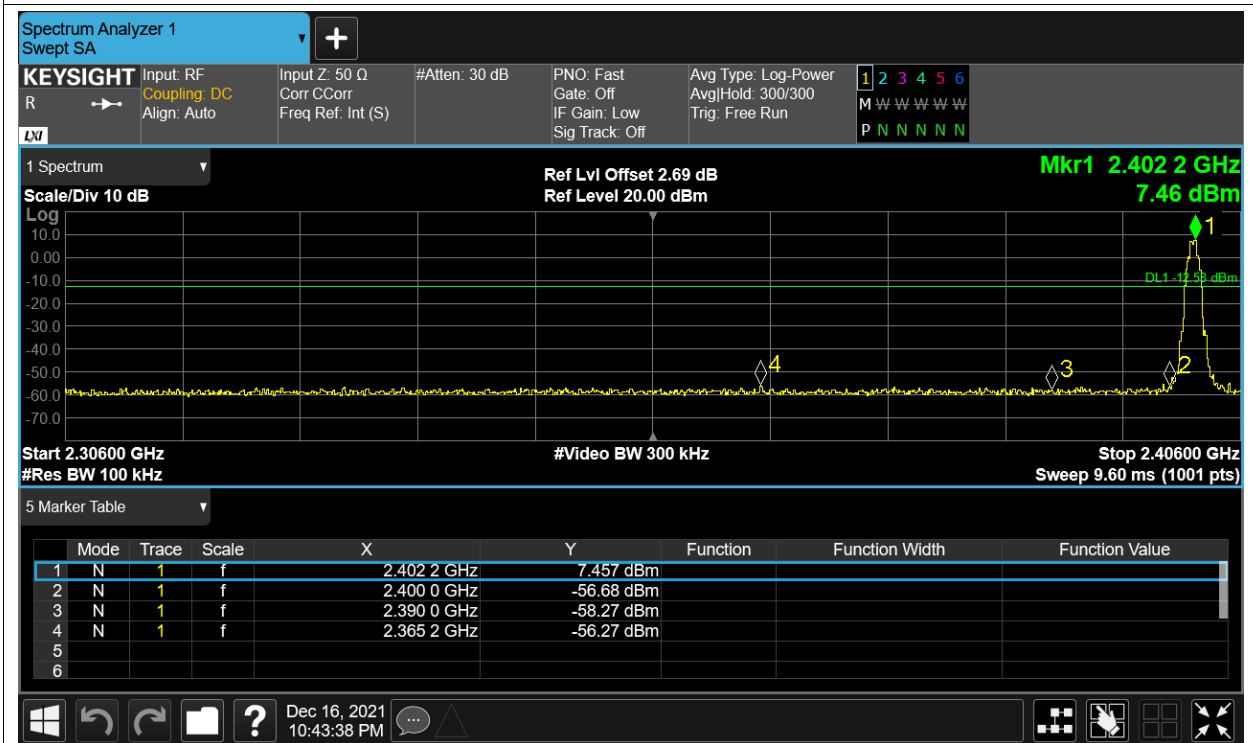 Spectrum Analyzer 1
Swept SA
+
KEYSIGHT
R
LXI
Input: RF
Coupling: DC
Align: Auto
Input Z: 50 Ω
Corr CCorr
Freq Ref: Int (S)
#Atten: 30 dB
PNO: Fast
Gate: Off
IF Gain: Low
Sig Track: Off
Avg Type: Log-Power
Avg|Hold: 300/300
Trig: Free Run
1 2 3 4 5 6
M W W W W W
P N N N N N
1 Spectrum
Scale/Div 10 dB
Ref Lvl Offset 2.69 dB
Ref Level 20.00 dBm
Mkr1 2.402 2 GHz
7.46 dBm
Log
10.0
0.00
-10.0
-20.0
-30.0
-40.0
-50.0
-60.0
-70.0
1
DL1 -12.53 dBm
4
3
2
Start 2.30600 GHz
#Video BW 300 kHz
Stop 2.40600 GHz
#Res BW 100 kHz
Sweep 9.60 ms (1001 pts)
5 Marker Table
Mode Trace Scale X Y Function Function Width Function Value
1 N 1 f 2.402 2 GHz 7.457 dBm
2 N 1 f 2.400 0 GHz -56.68 dBm
3 N 1 f 2.390 0 GHz -58.27 dBm
4 N 1 f 2.365 2 GHz -56.27 dBm
5
6
?
Dec 16, 2021
10:43:38 PM